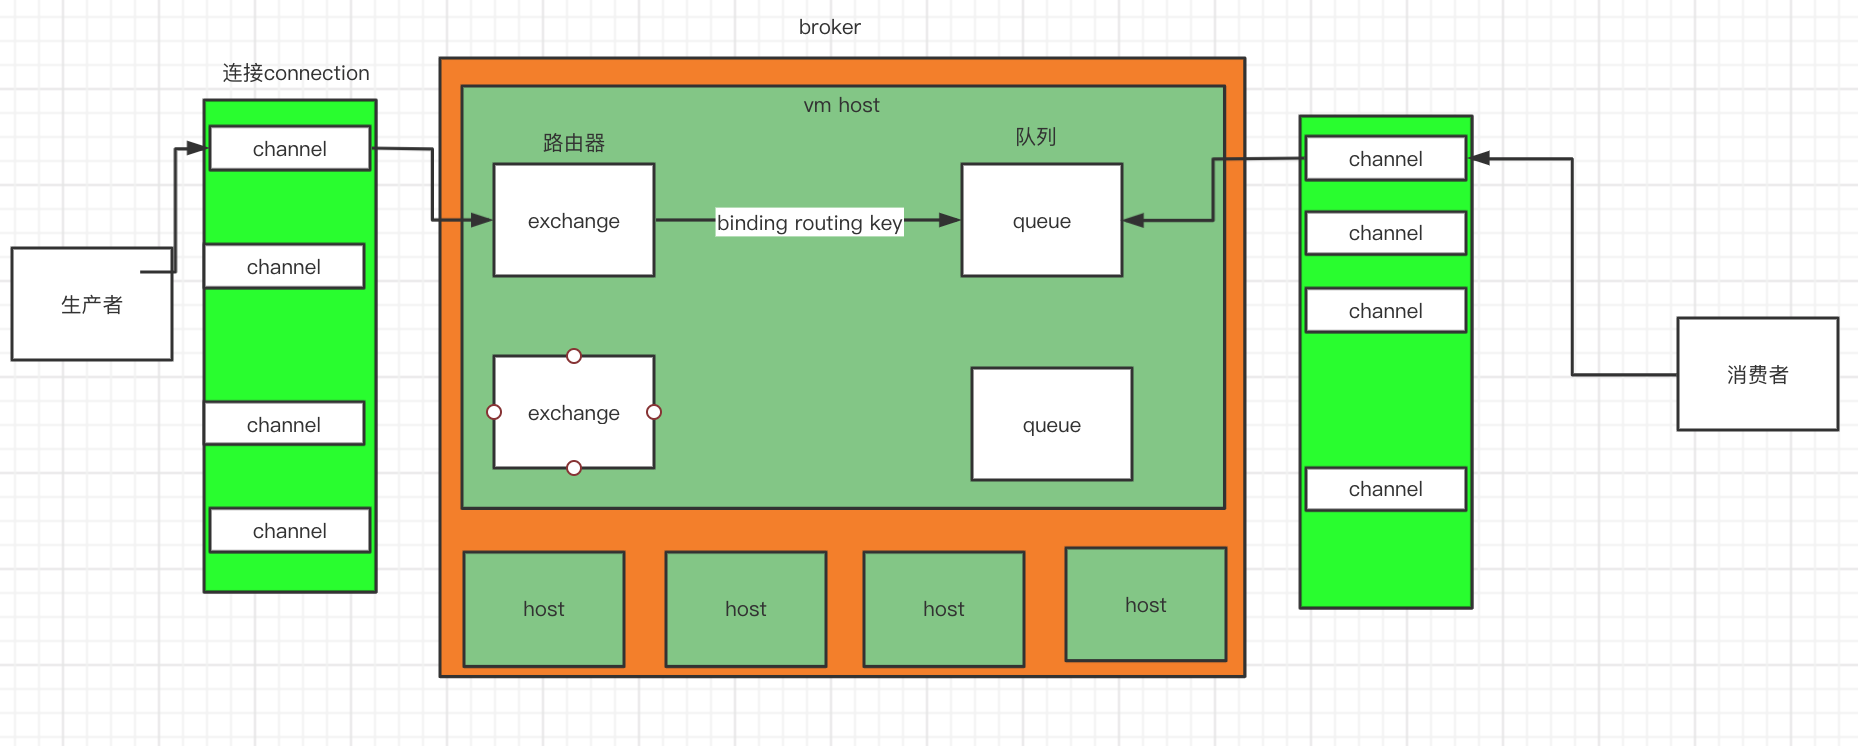 broker
连接connection
vm host
路由器
队列
channel
channel
exchange
binding routing key
queue
channel
channel
channel
生产者
channel
消费者
exchange
queue
channel
channel
channel
host
host
host
host